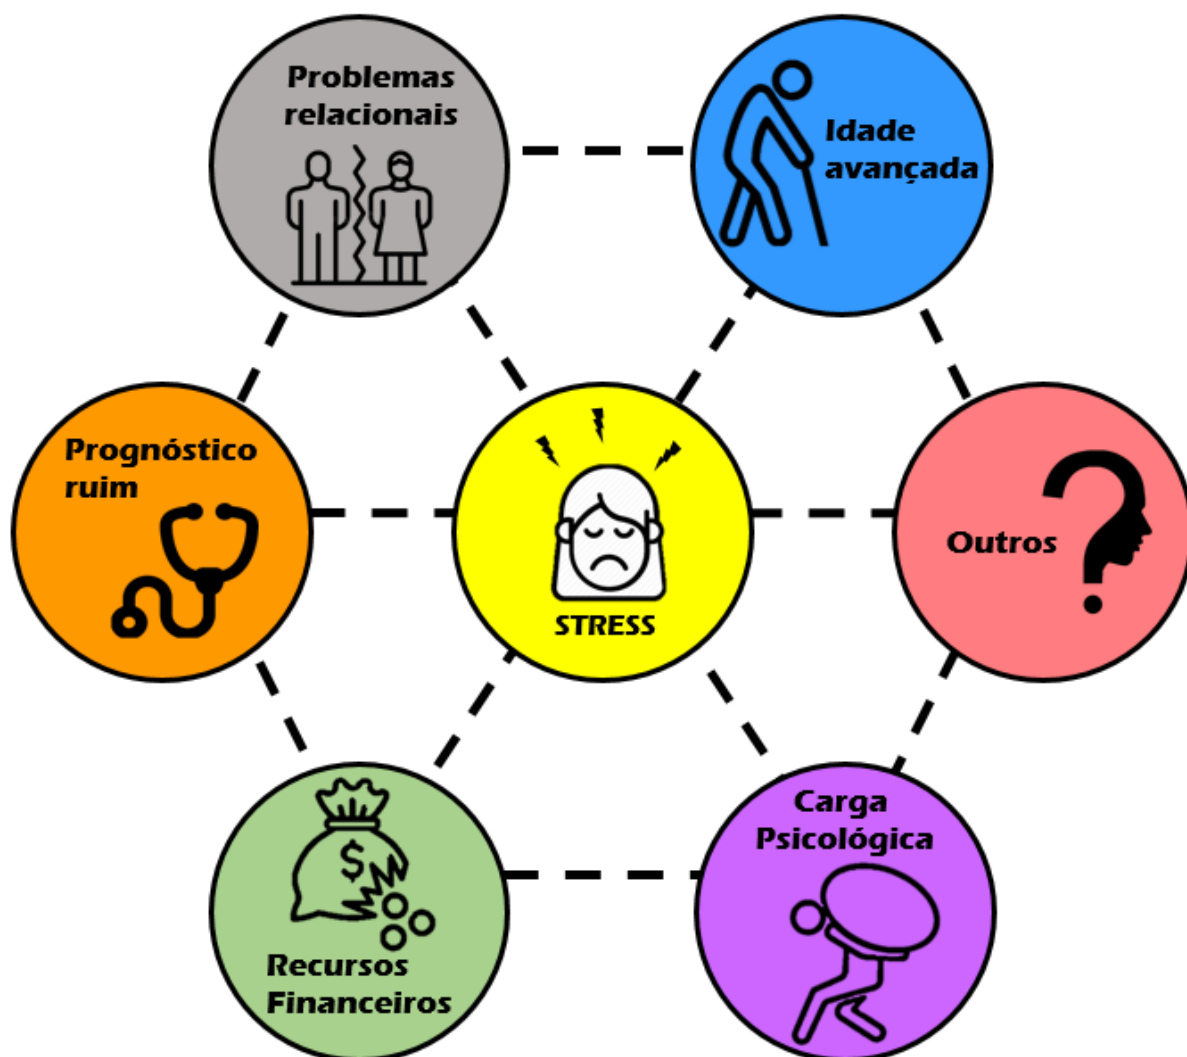 Problemas
relacionais
Idade
avançada
Prognóstico
ruim
STRESS
Outros
$
Recursos
Financeiros
Carga
Psicológica